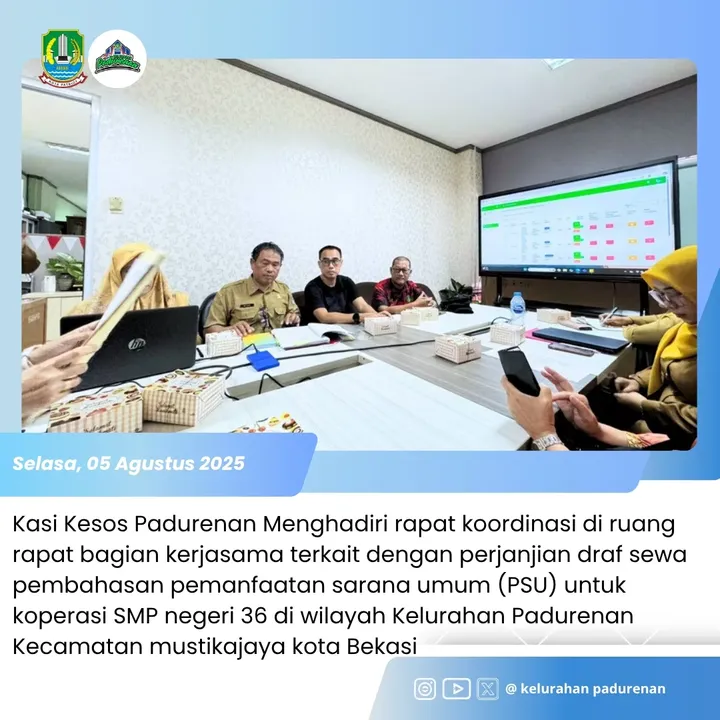 Selasa, 05 Agustus 2025
Kasi Kesos Padurenan Menghadiri rapat koordinasi di ruang
rapat bagian kerjasama terkait dengan perjanjian draf sewa
pembahasan pemanfaatan sarana umum (PSU) untuk
koperasi SMP negeri 36 di wilayah Kelurahan Padurenan
Kecamatan mustikajaya kota Bekasi
@ kelurahan padurenan